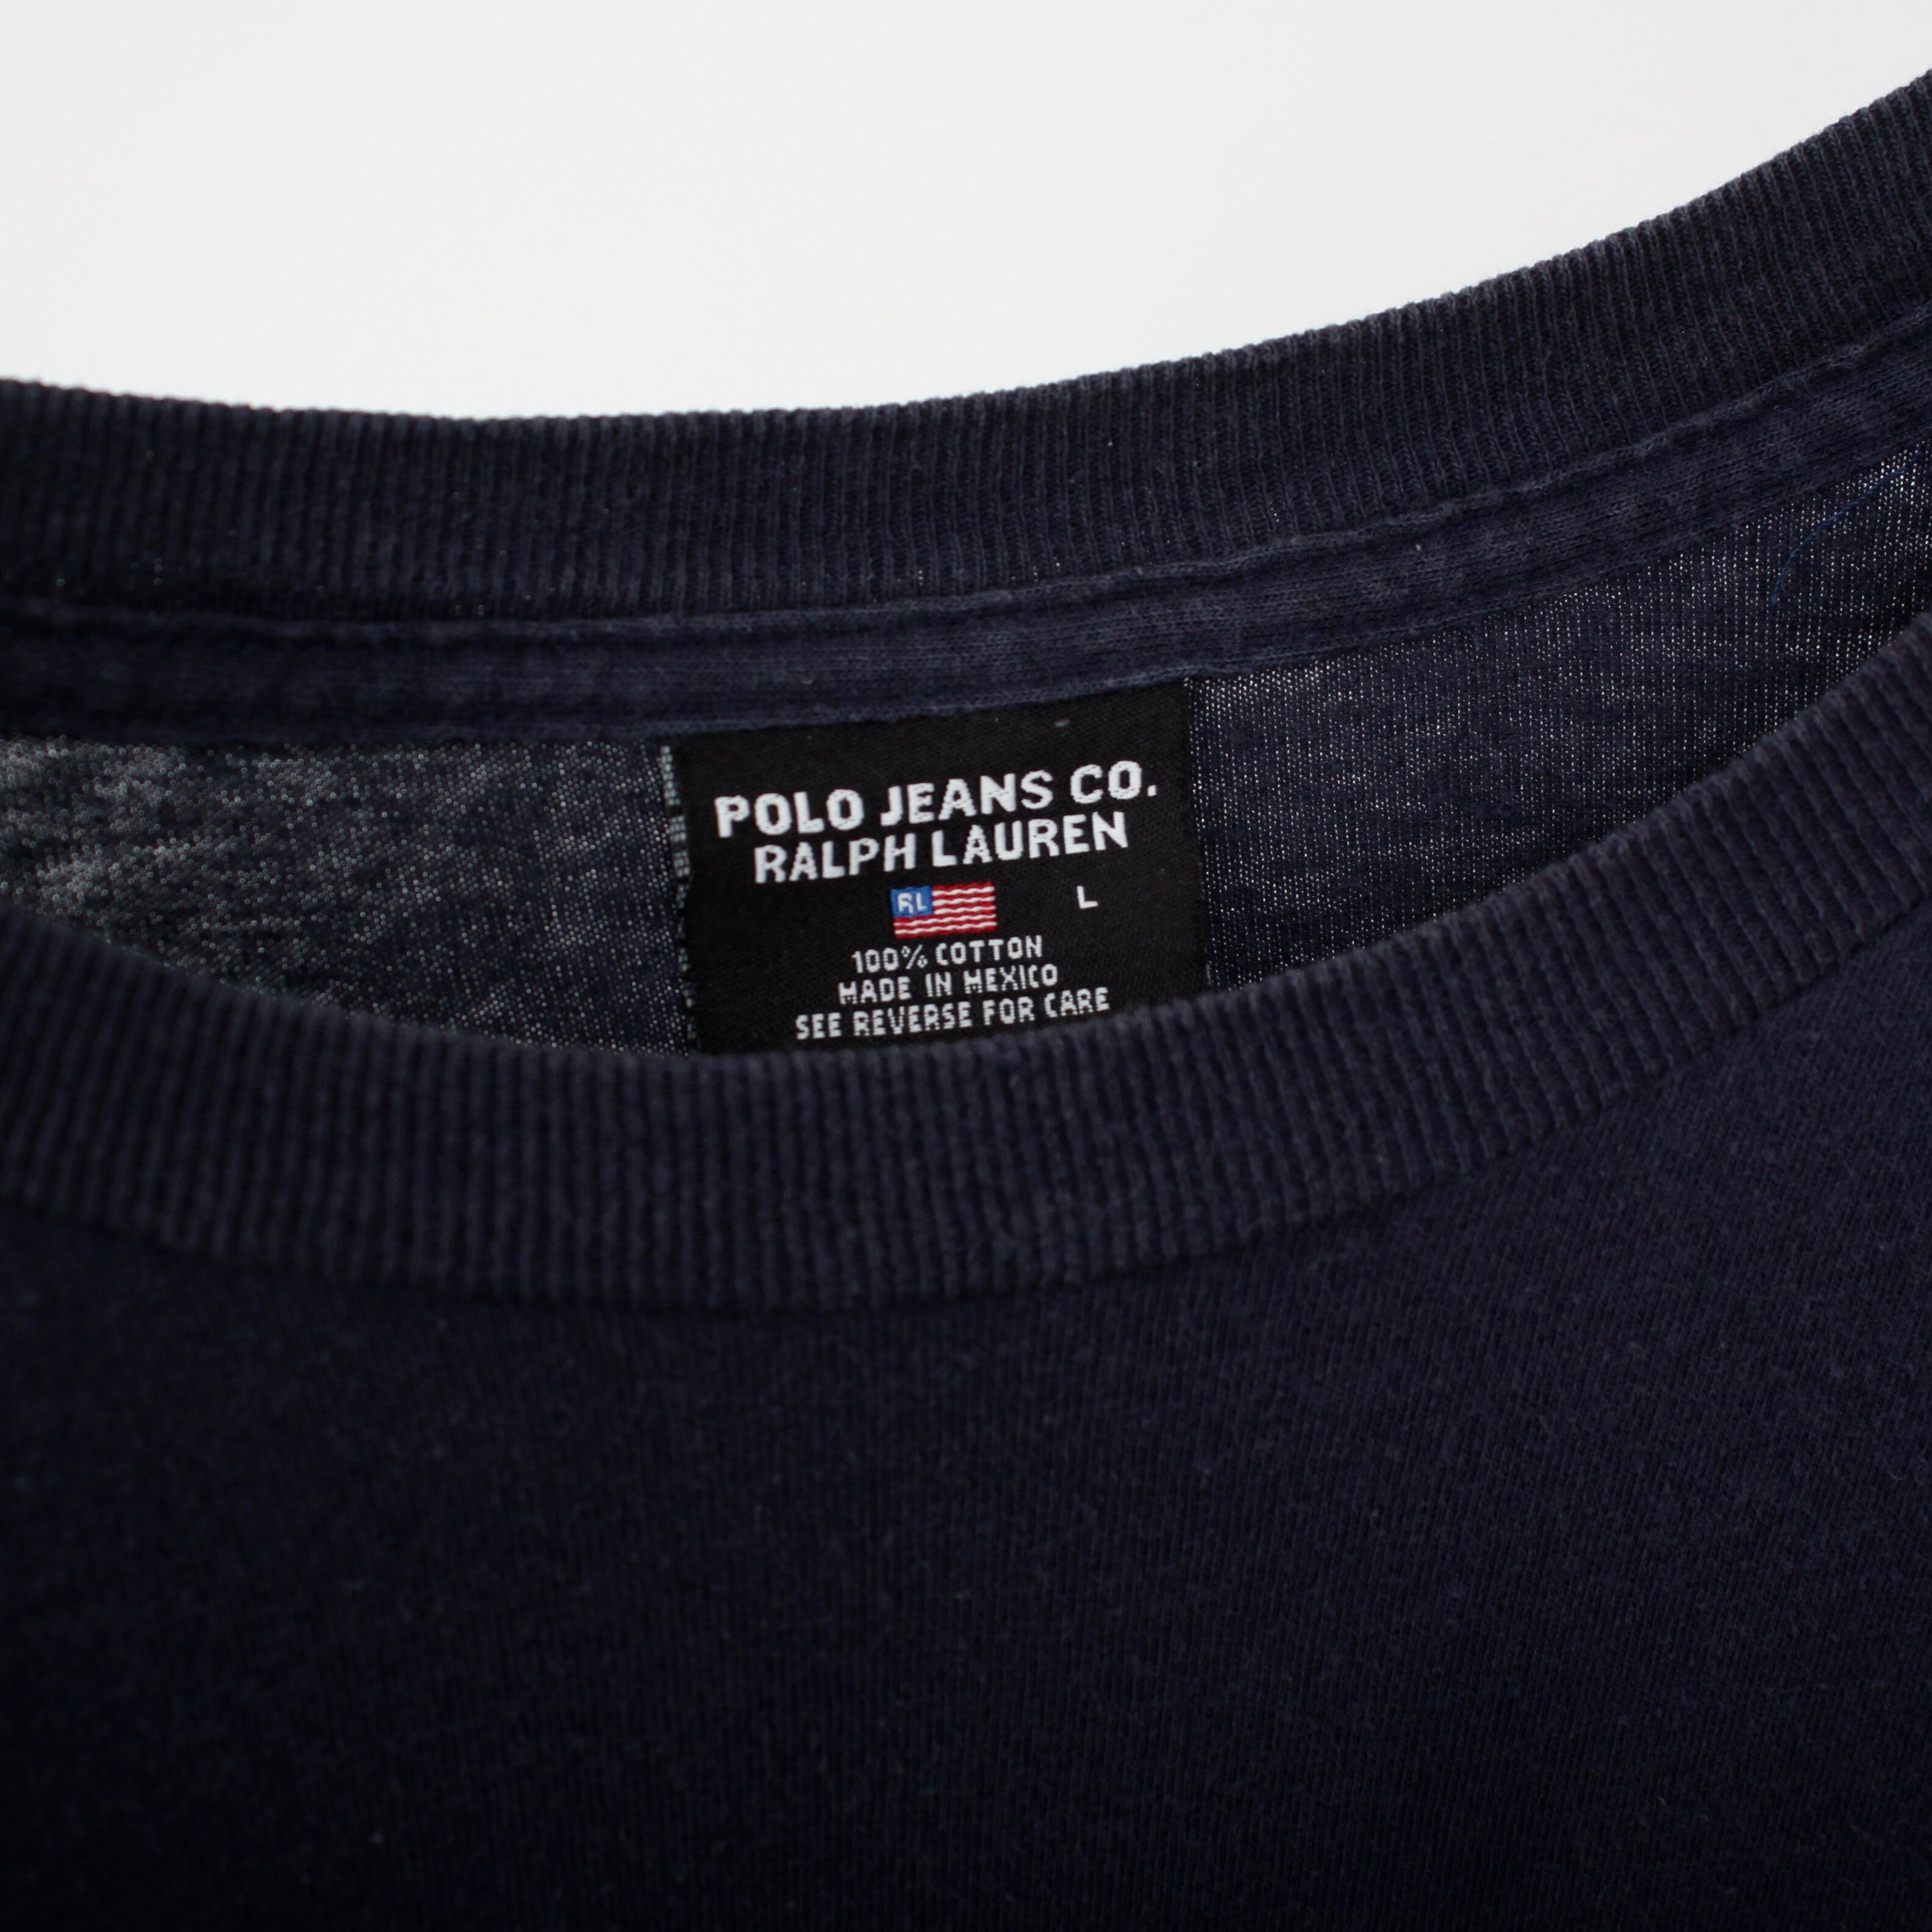 POLO JEANS CO.
RALPH LAUREN
RL
L
100% COTTON
MADE IN MEXICO
SEE REVERSE FOR CARE